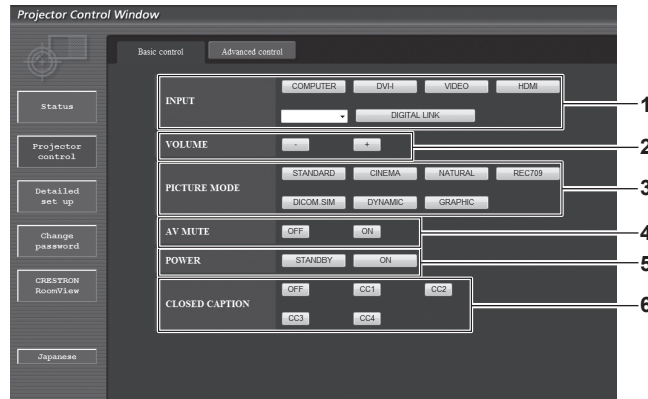 Projector Control Window
Basic control Advanced control
INPUT COMPUTER DVI-I VIDEO HDMI 1
DIGITAL LINK
Status
VOLUME - + 2
Projector control
PICTURE MODE STANDARD CINEMA NATURAL REC709 3
DICOM SIM DYNAMIC GRAPHIC
Detailed set up
AV MUTE OFF ON 4
Change password
POWER STANDBY ON 5
CRESTRON RoomView
CLOSED CAPTION OFF CC1 CC2 6
CC3 CC4
Japanese